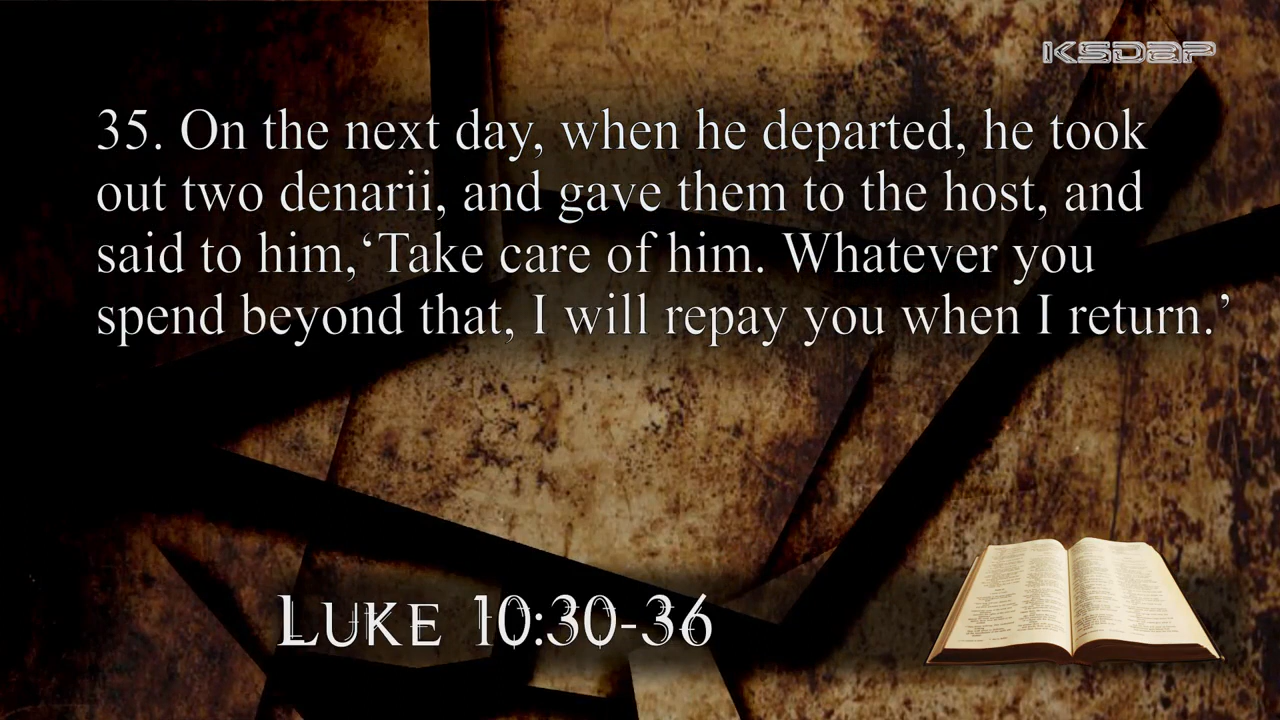 KSDAP
35. On the next day, when he departed, he took
out two denarii, and gave them to the host, and
said to him, ‘Take care of him. Whatever you
spend beyond that, I will repay you when I return.’
LUKE 10:30-36